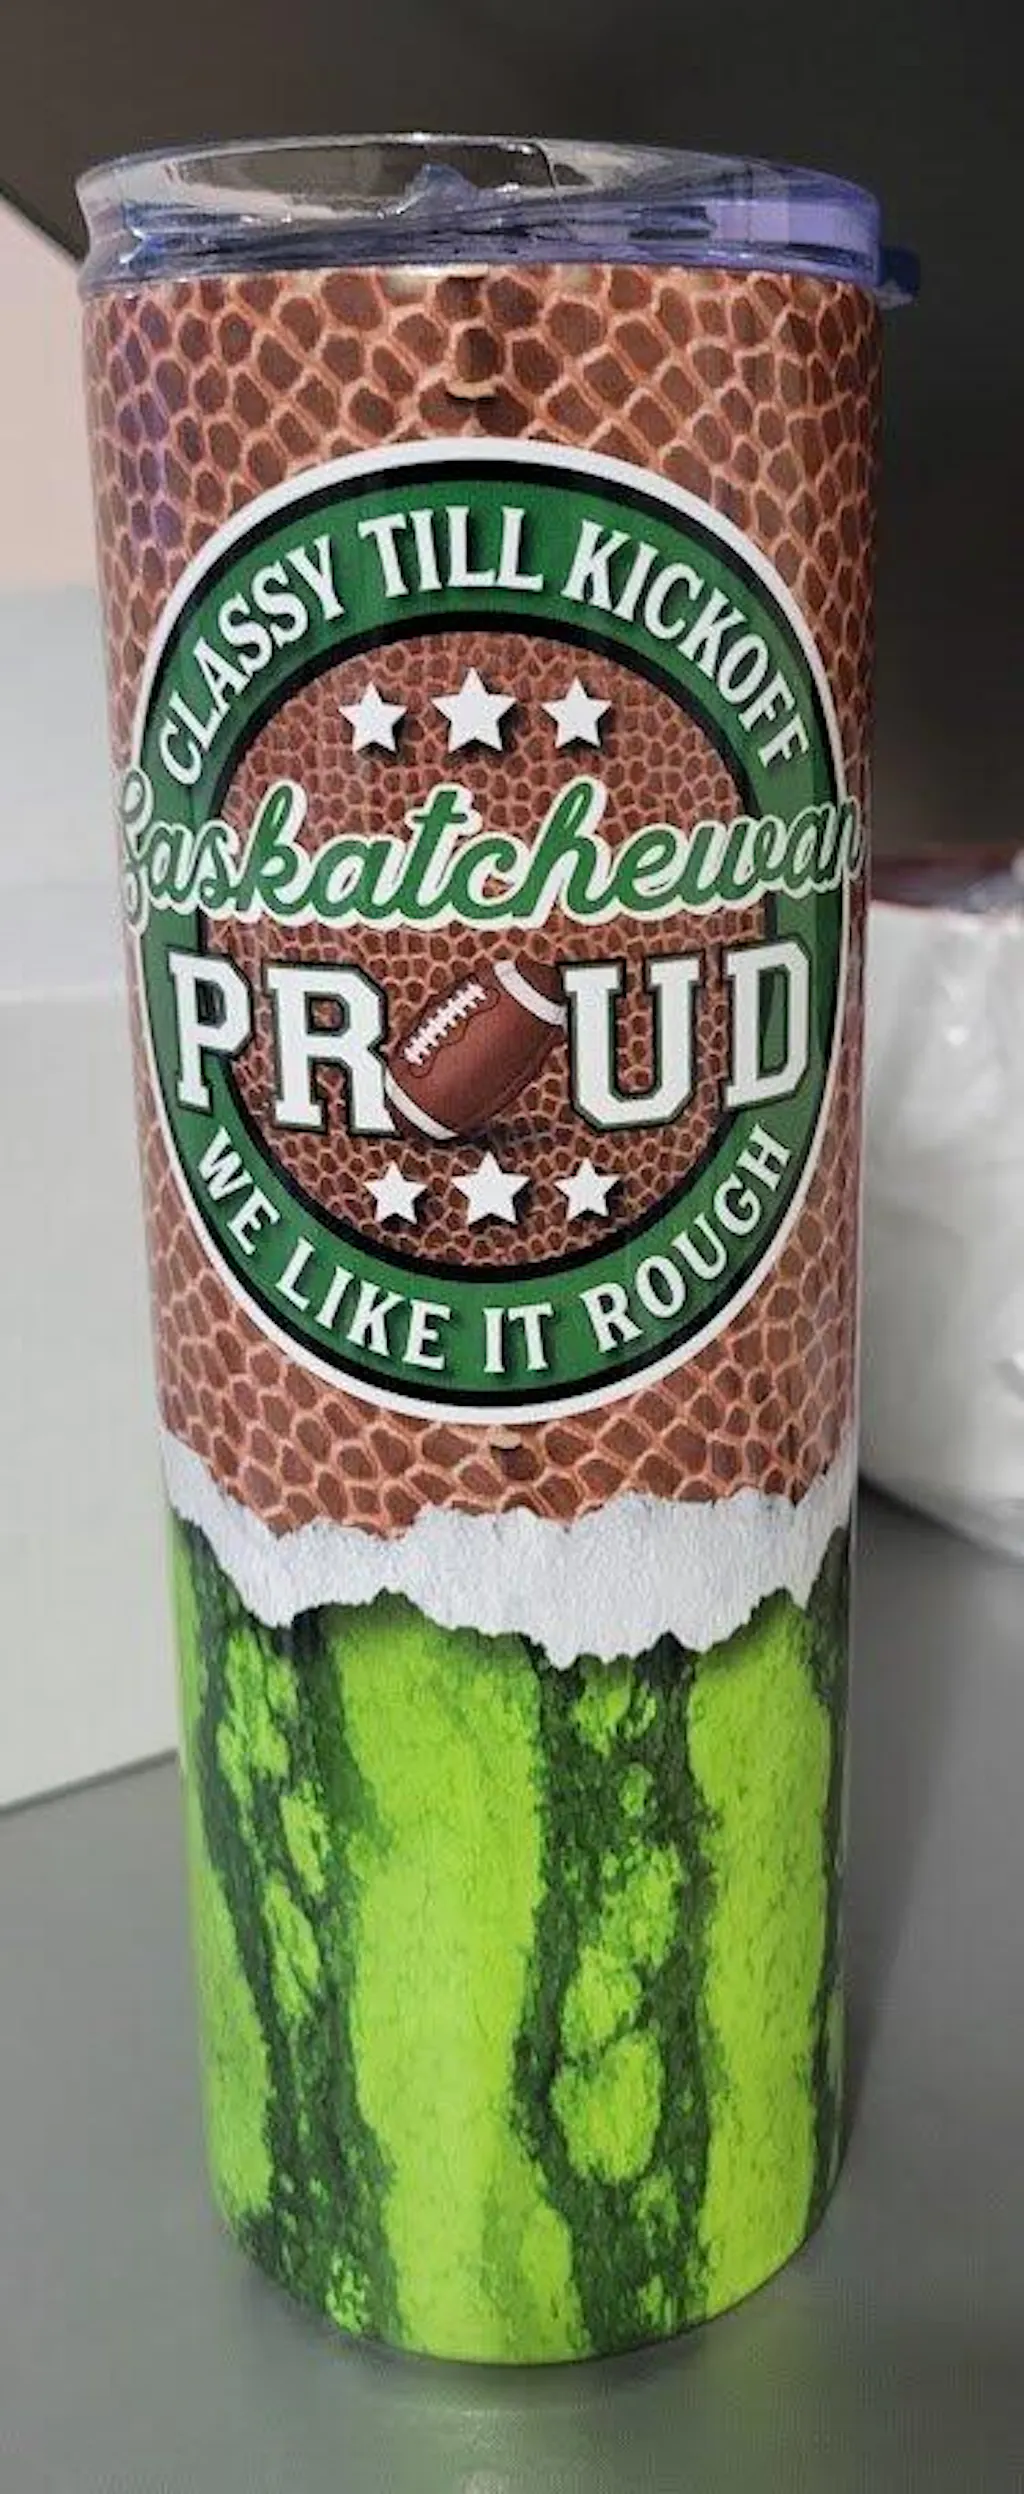 CLASSY TILL KICKOFF
Saskatchewan
PROUD
WE LIKE IT ROUGH